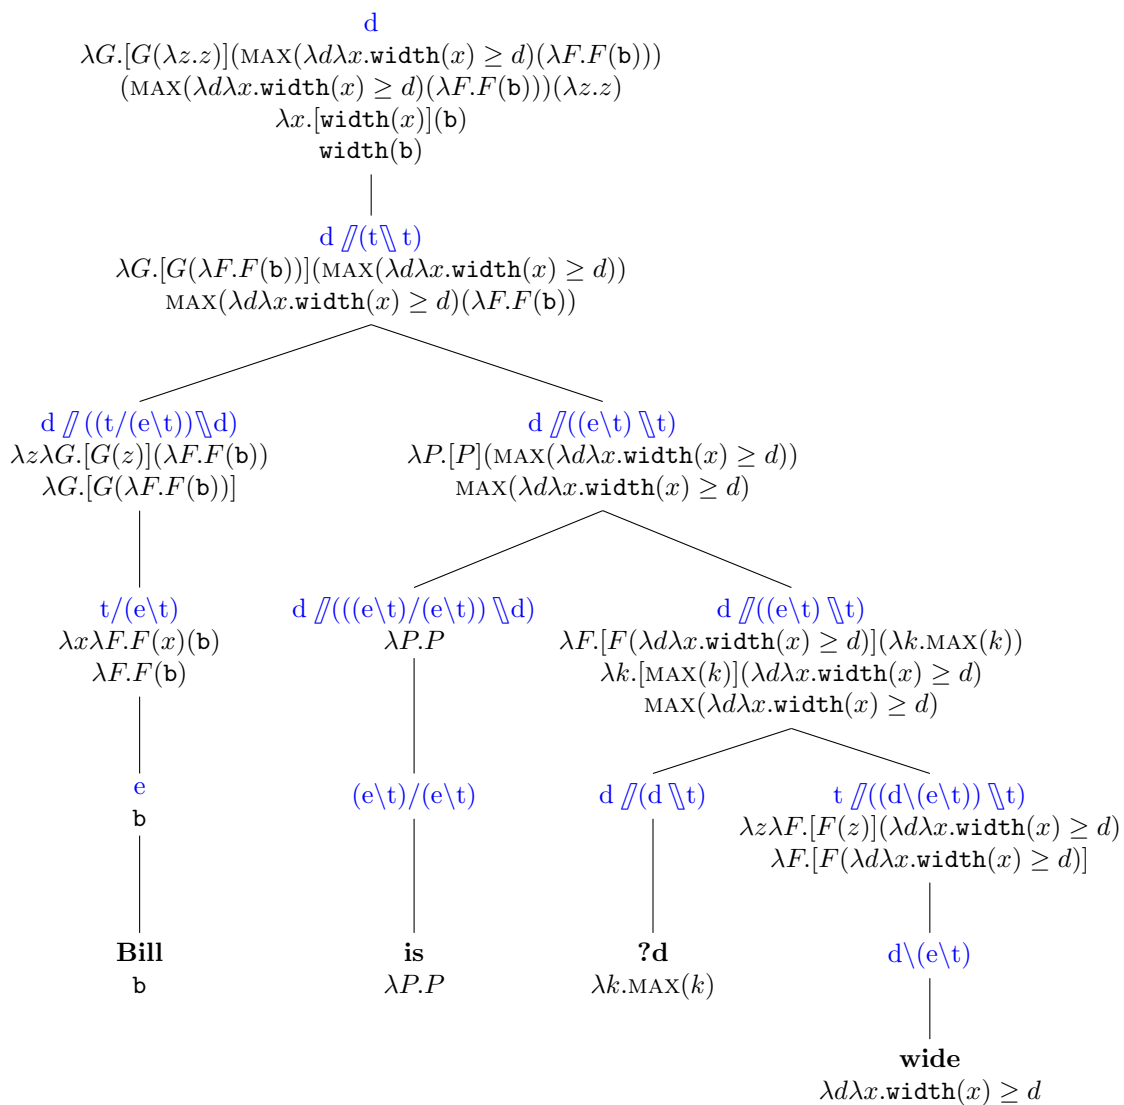 d
λG.[G(λz.z)](MAX(λdλx.width(x) ≥ d)(λF.F(b)))
(MAX(λdλx.width(x) ≥ d)(λF.F(b)))(λz.z)
λx.[width(x)](b)
width(b)
d ⫽(t⑊ t)
λG.[G(λF.F(b))](MAX(λdλx.width(x) ≥ d))
MAX(λdλx.width(x) ≥ d)(λF.F(b))
d ⫽ ((t/(e\t))⑊d)
λzλG.[G(z)](λF.F(b))
λG.[G(λF.F(b))]
d ⫽((e\t) ⑊t)
λP.[P](MAX(λdλx.width(x) ≥ d))
MAX(λdλx.width(x) ≥ d)
t/(e\t)
λxλF.F(x)(b)
λF.F(b)
d ⫽(((e\t)/(e\t)) ⑊d)
λP.P
d ⫽((e\t) ⑊t)
λF.[F(λdλx.width(x) ≥ d)](λk.MAX(k))
λk.[MAX(k)](λdλx.width(x) ≥ d)
MAX(λdλx.width(x) ≥ d)
e
b
(e\t)/(e\t)
d ⫽(d ⑊t)
t ⫽((d\(e\t)) ⑊t)
λzλF.[F(z)](λdλx.width(x) ≥ d)
λF.[F(λdλx.width(x) ≥ d)]
Bill
b
is
λP.P
?d
λk.MAX(k)
d\(e\t)
wide
λdλx.width(x) ≥ d